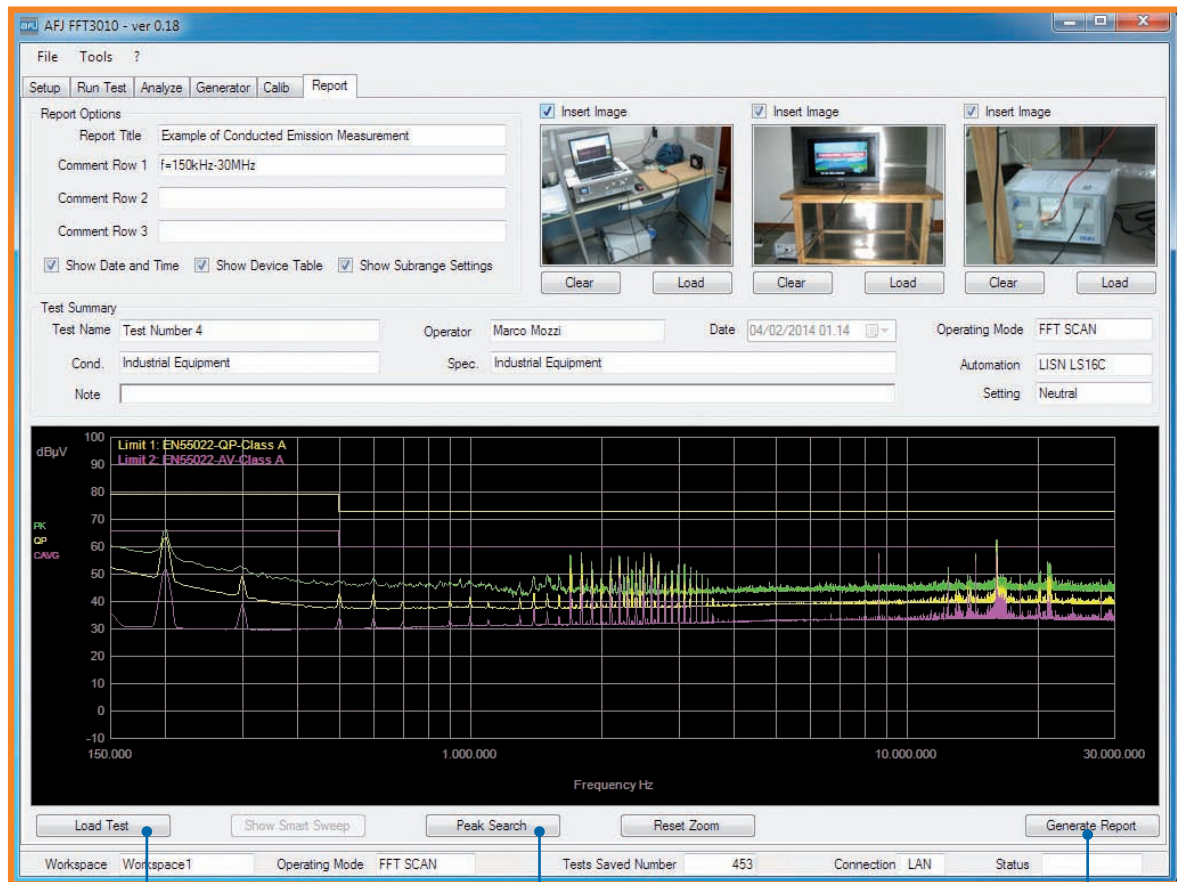 AFJ FFT3010 - ver 0.18
File Tools ?
Setup Run Test Analyze Generator Calib Report
Report Options
Report Title Example of Conducted Emission Measurement
Comment Row 1 f=150kHz-30MHz
Comment Row 2
Comment Row 3
Show Date and Time Show Device Table Show Subrange Settings
Insert Image Insert Image Insert Image
Clear Load Clear Load Clear Load
Test Summary
Test Name Test Number 4 Operator Marco Mozzi Date 04/02/2014 01.14 Operating Mode FFT SCAN
Cond. Industrial Equipment Spec. Industrial Equipment Automation LISN LS16C
Note Setting Neutral
dBµV
Limit 1: EN55022-QP-Class A
Limit 2: EN55022-AV-Class A
PK
QP
CAVG
100
90
80
70
60
50
40
30
20
10
0
-10
150.000 1.000.000 10.000.000 30.000.000
Frequency Hz
Load Test Show Smart Sweep Peak Search Reset Zoom Generate Report
Workspace Workspace1 Operating Mode FFT SCAN Tests Saved Number 453 Connection LAN Status